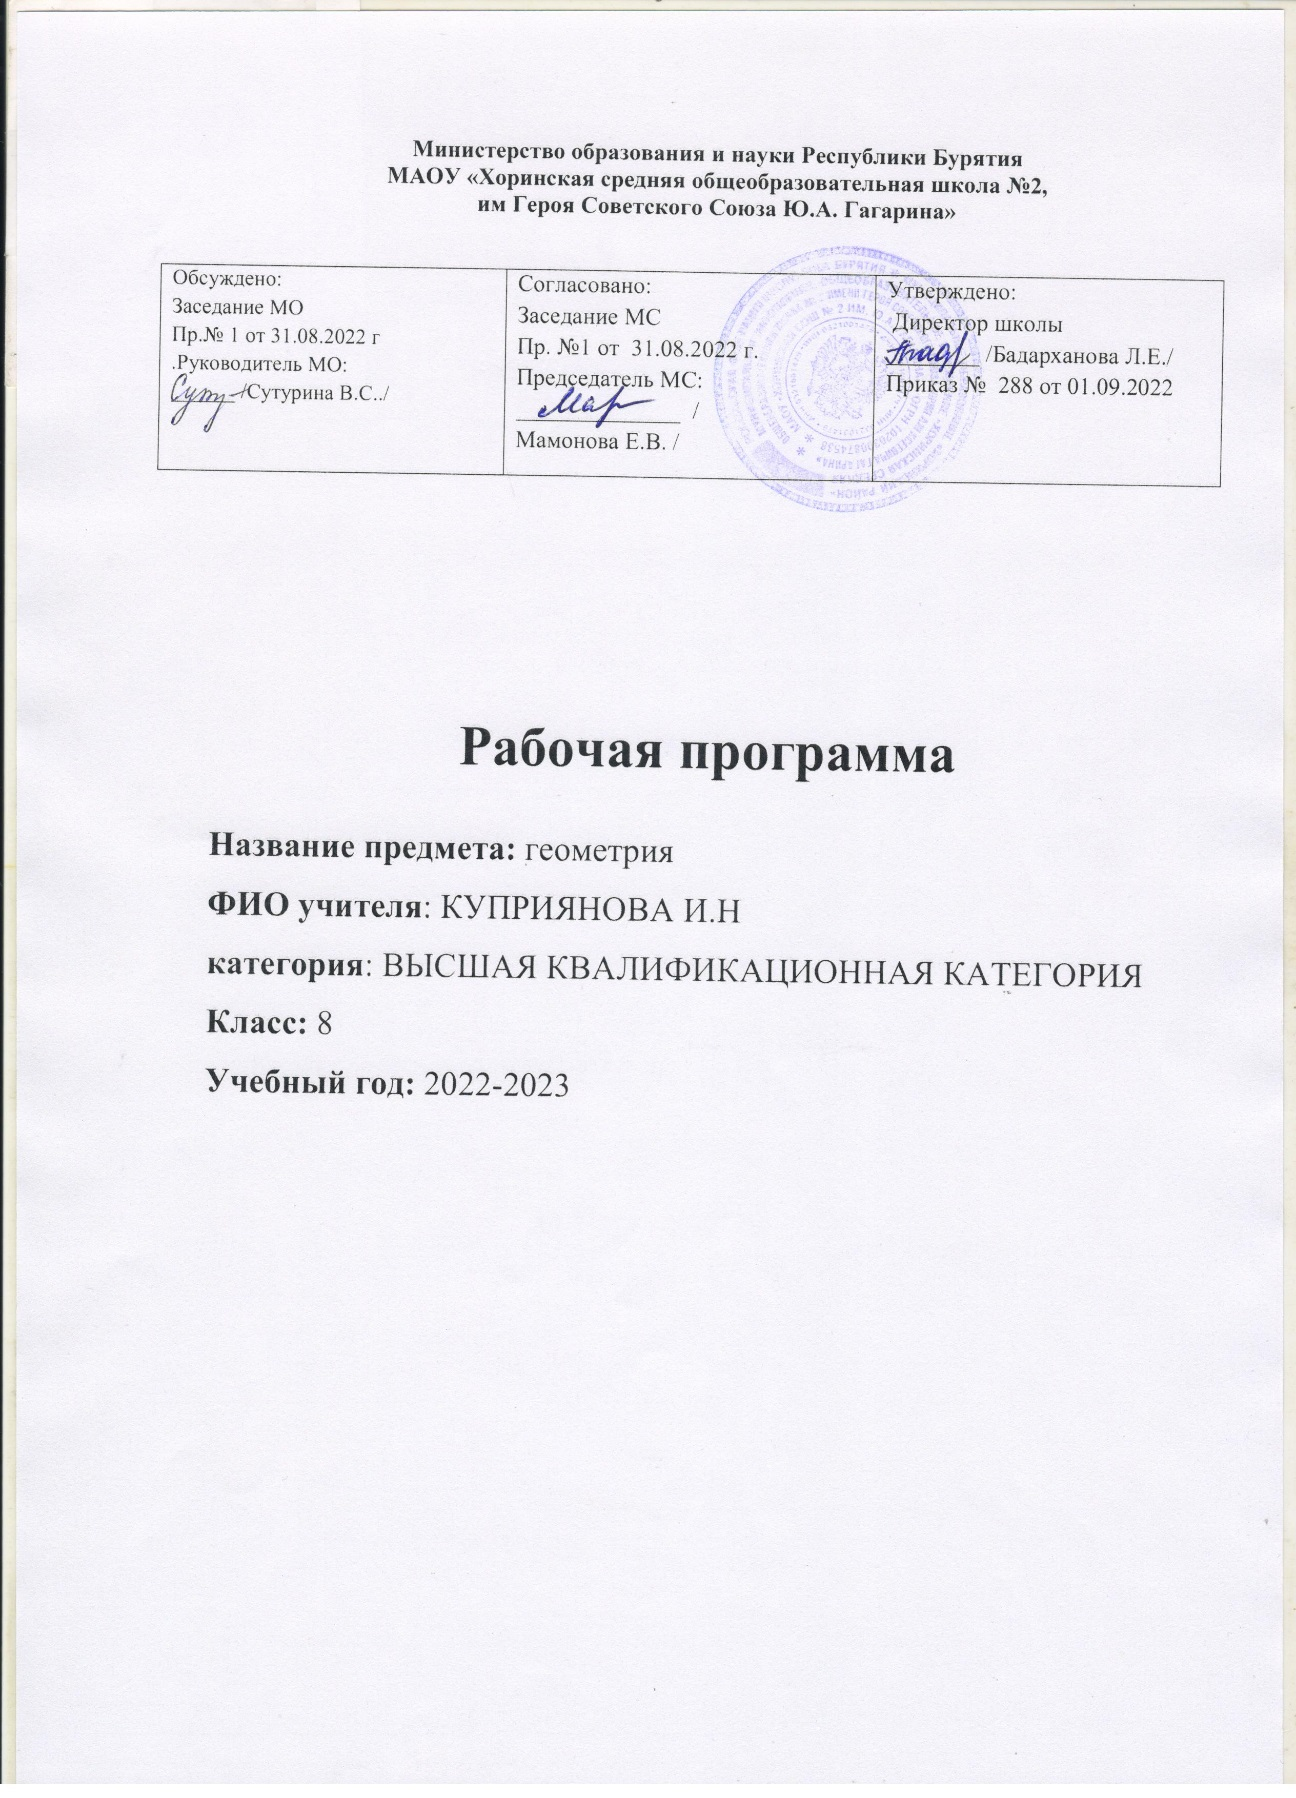 Министерство образования и науки Республики Бурятия
МАОУ «Хоринская средняя общеобразовательная школа №2,
им Героя Советского Союза Ю.А. Гагарина»
Обсуждено:
Заседание МО
Пр.№ 1 от 31.08.2022 г
.Руководитель МО:
/Сутурина В.С../
Согласовано:
Заседание МС
Пр. №1 от 31.08.2022 г.
Председатель МС:
/
Мамонова Е.В. /
Утверждено:
Директор школы
/Бадарханова Л.Е./
Приказ № 288 от 01.09.2022
Рабочая программа
Название предмета: геометрия
ФИО учителя: КУПРИЯНОВА И.Н
категория: ВЫСШАЯ КВАЛИФИКАЦИОННАЯ КАТЕГОРИЯ
Класс: 8
Учебный год: 2022-2023